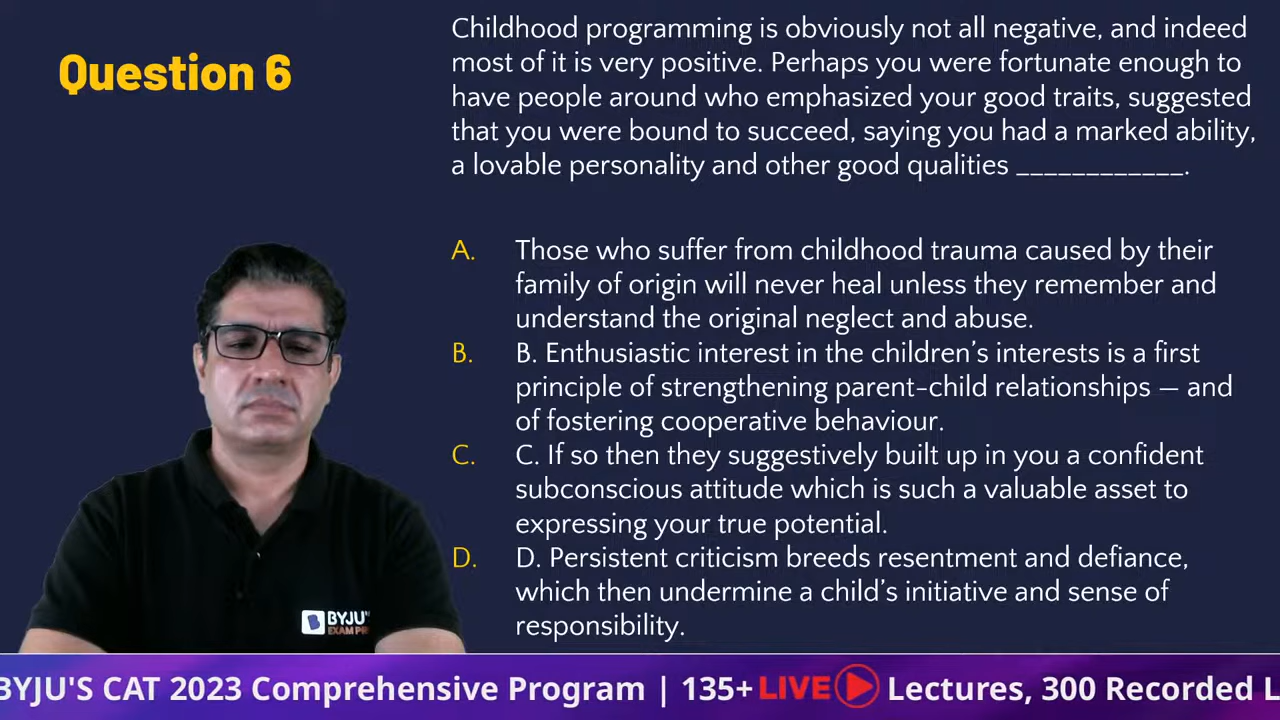 Question 6
Childhood programming is obviously not all negative, and indeed
most of it is very positive. Perhaps you were fortunate enough to
have people around who emphasized your good traits, suggested
that you were bound to succeed, saying you had a marked ability,
a lovable personality and other good qualities ____________.
A. Those who suffer from childhood trauma caused by their
family of origin will never heal unless they remember and
understand the original neglect and abuse.
B. B. Enthusiastic interest in the children's interests is a first
principle of strengthening parent-child relationships — and
of fostering cooperative behaviour.
C. C. If so then they suggestively built up in you a confident
subconscious attitude which is such a valuable asset to
expressing your true potential.
D. D. Persistent criticism breeds resentment and defiance,
which then undermine a child's initiative and sense of
responsibility.
BYJU'
EXAM PR
BYJU'S CAT 2023 Comprehensive Program | 135+ LIVE Lectures, 300 Recorded L